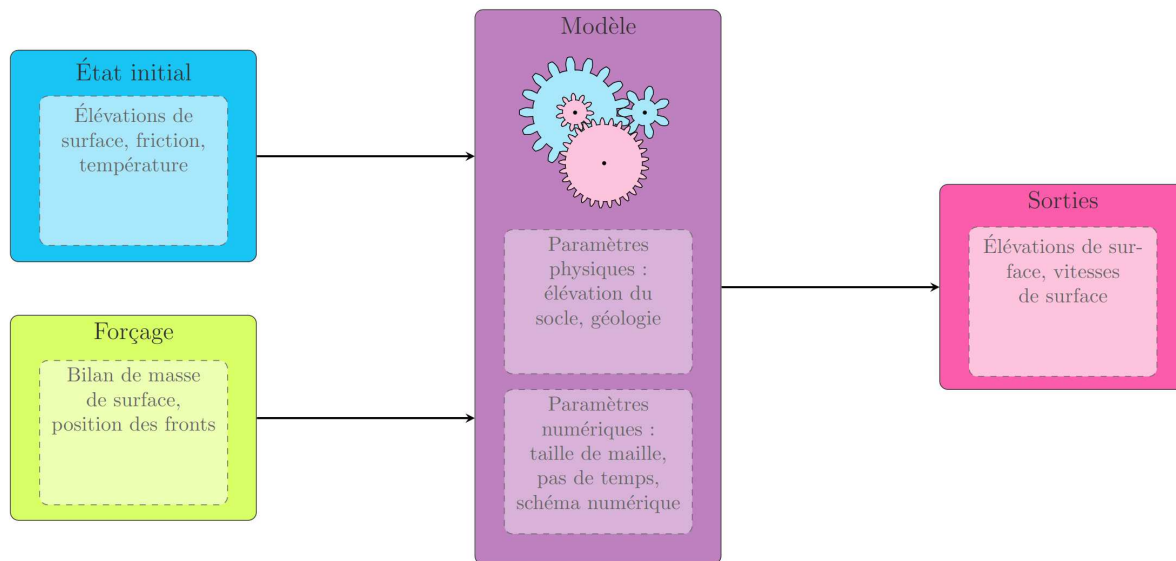 État initial
Élévations de
surface, friction,
température
Forçage
Bilan de masse
de surface,
position des fronts
Modèle
Paramètres
physiques :
élévation du
socle, géologie
Paramètres
numériques :
taille de maille,
pas de temps,
schéma numérique
Sorties
Élévations de sur-
face, vitesses
de surface